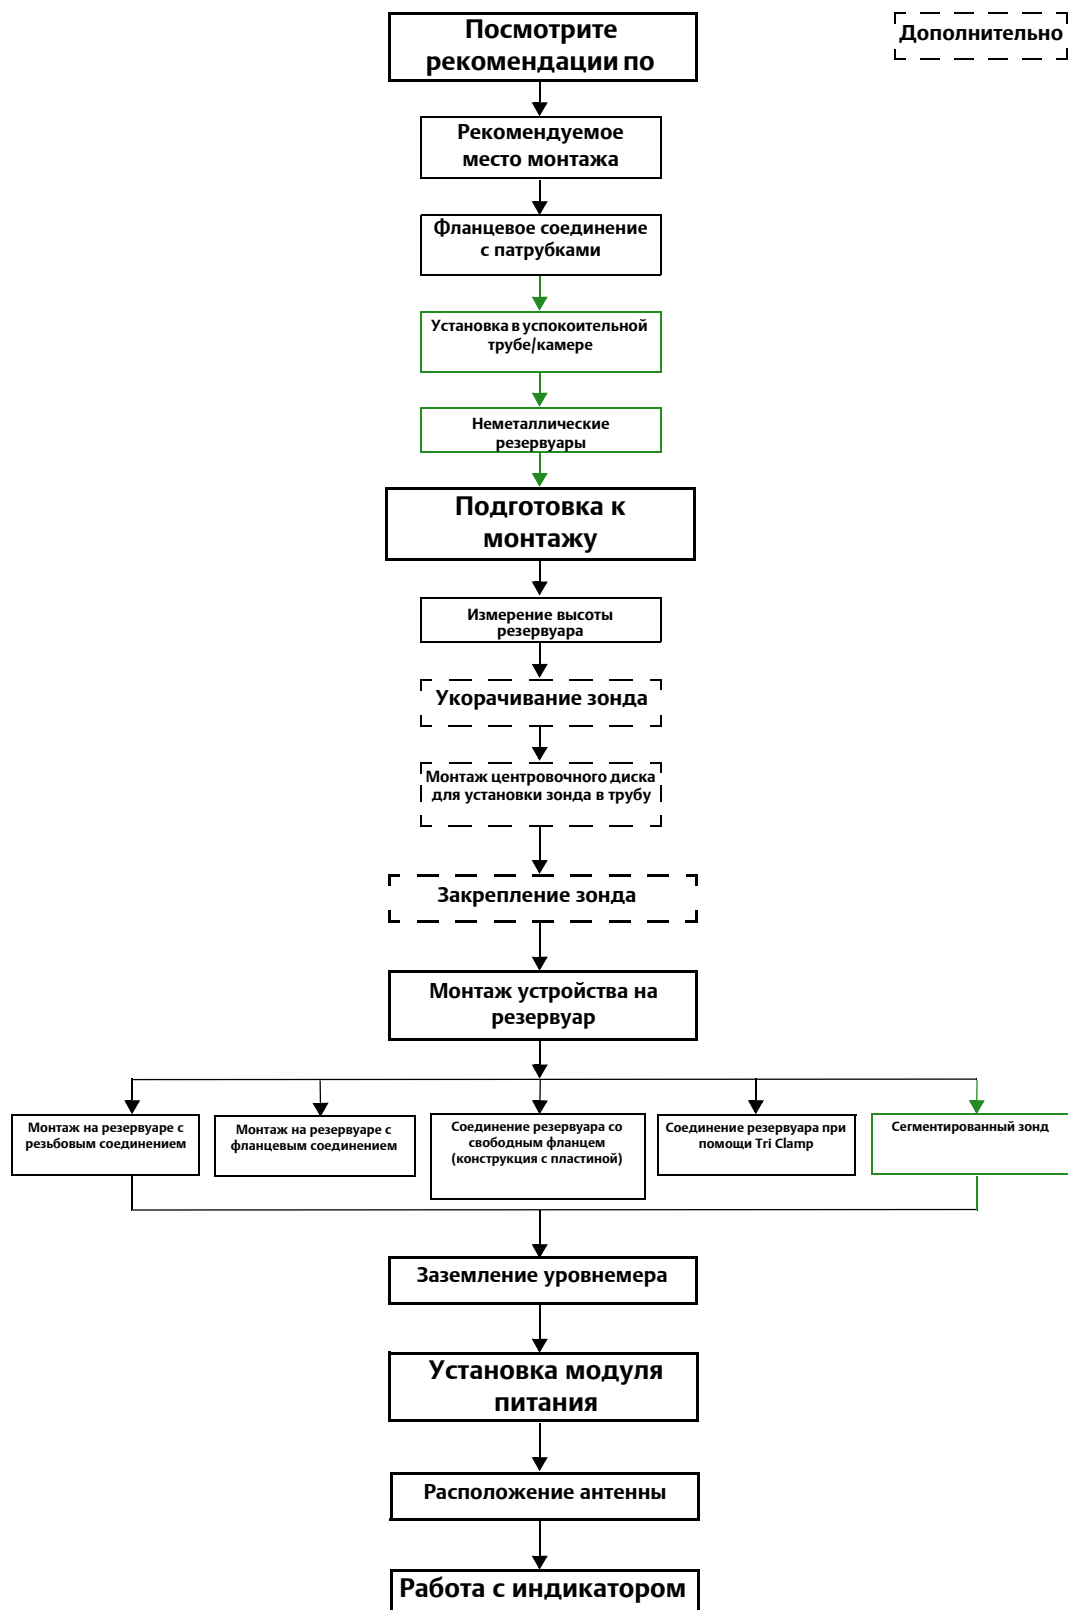 Посмотрите
рекомендации по
Дополнительно
Рекомендуемое
место монтажа
Фланцевое соединение
с патрубками
Установка в успокоительной
трубе/камере
Неметаллические
резервуары
Подготовка к
монтажу
Измерение высоты
резервуара
Укорачивание зонда
Монтаж центровочного диска
для установки зонда в трубу
Закрепление зонда
Монтаж устройства на
резервуар
Монтаж на резервуаре с
резьбовым соединением
Монтаж на резервуаре с
фланцевым соединением
Соединение резервуара со
свободным фланцем
(конструкция с пластиной)
Соединение резервуара при
помощи Tri Clamp
Сегментированный зонд
Заземление уровнемера
Установка модуля
питания
Расположение антенны
Работа с индикатором